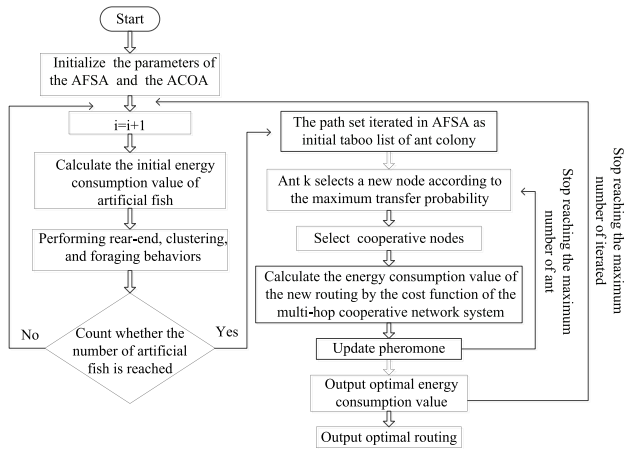 Start
Initialize the parameters of
the AFSA and the ACOA
i=i+1
Calculate the initial energy
consumption value of
artificial fish
Performing rear-end, clustering,
and foraging behaviors
No
Count whether the
number of artificial
fish is reached
Yes
The path set iterated in AFSA as
initial taboo list of ant colony
Ant k selects a new node according to
the maximum transfer probability
Select cooperative nodes
Calculate the energy consumption value of
the new routing by the cost function of the
multi-hop cooperative network system
Update pheromone
Output optimal energy
consumption value
Output optimal routing
Stop reaching the maximum
number of ant
Stop reaching the maximum
number of iterated